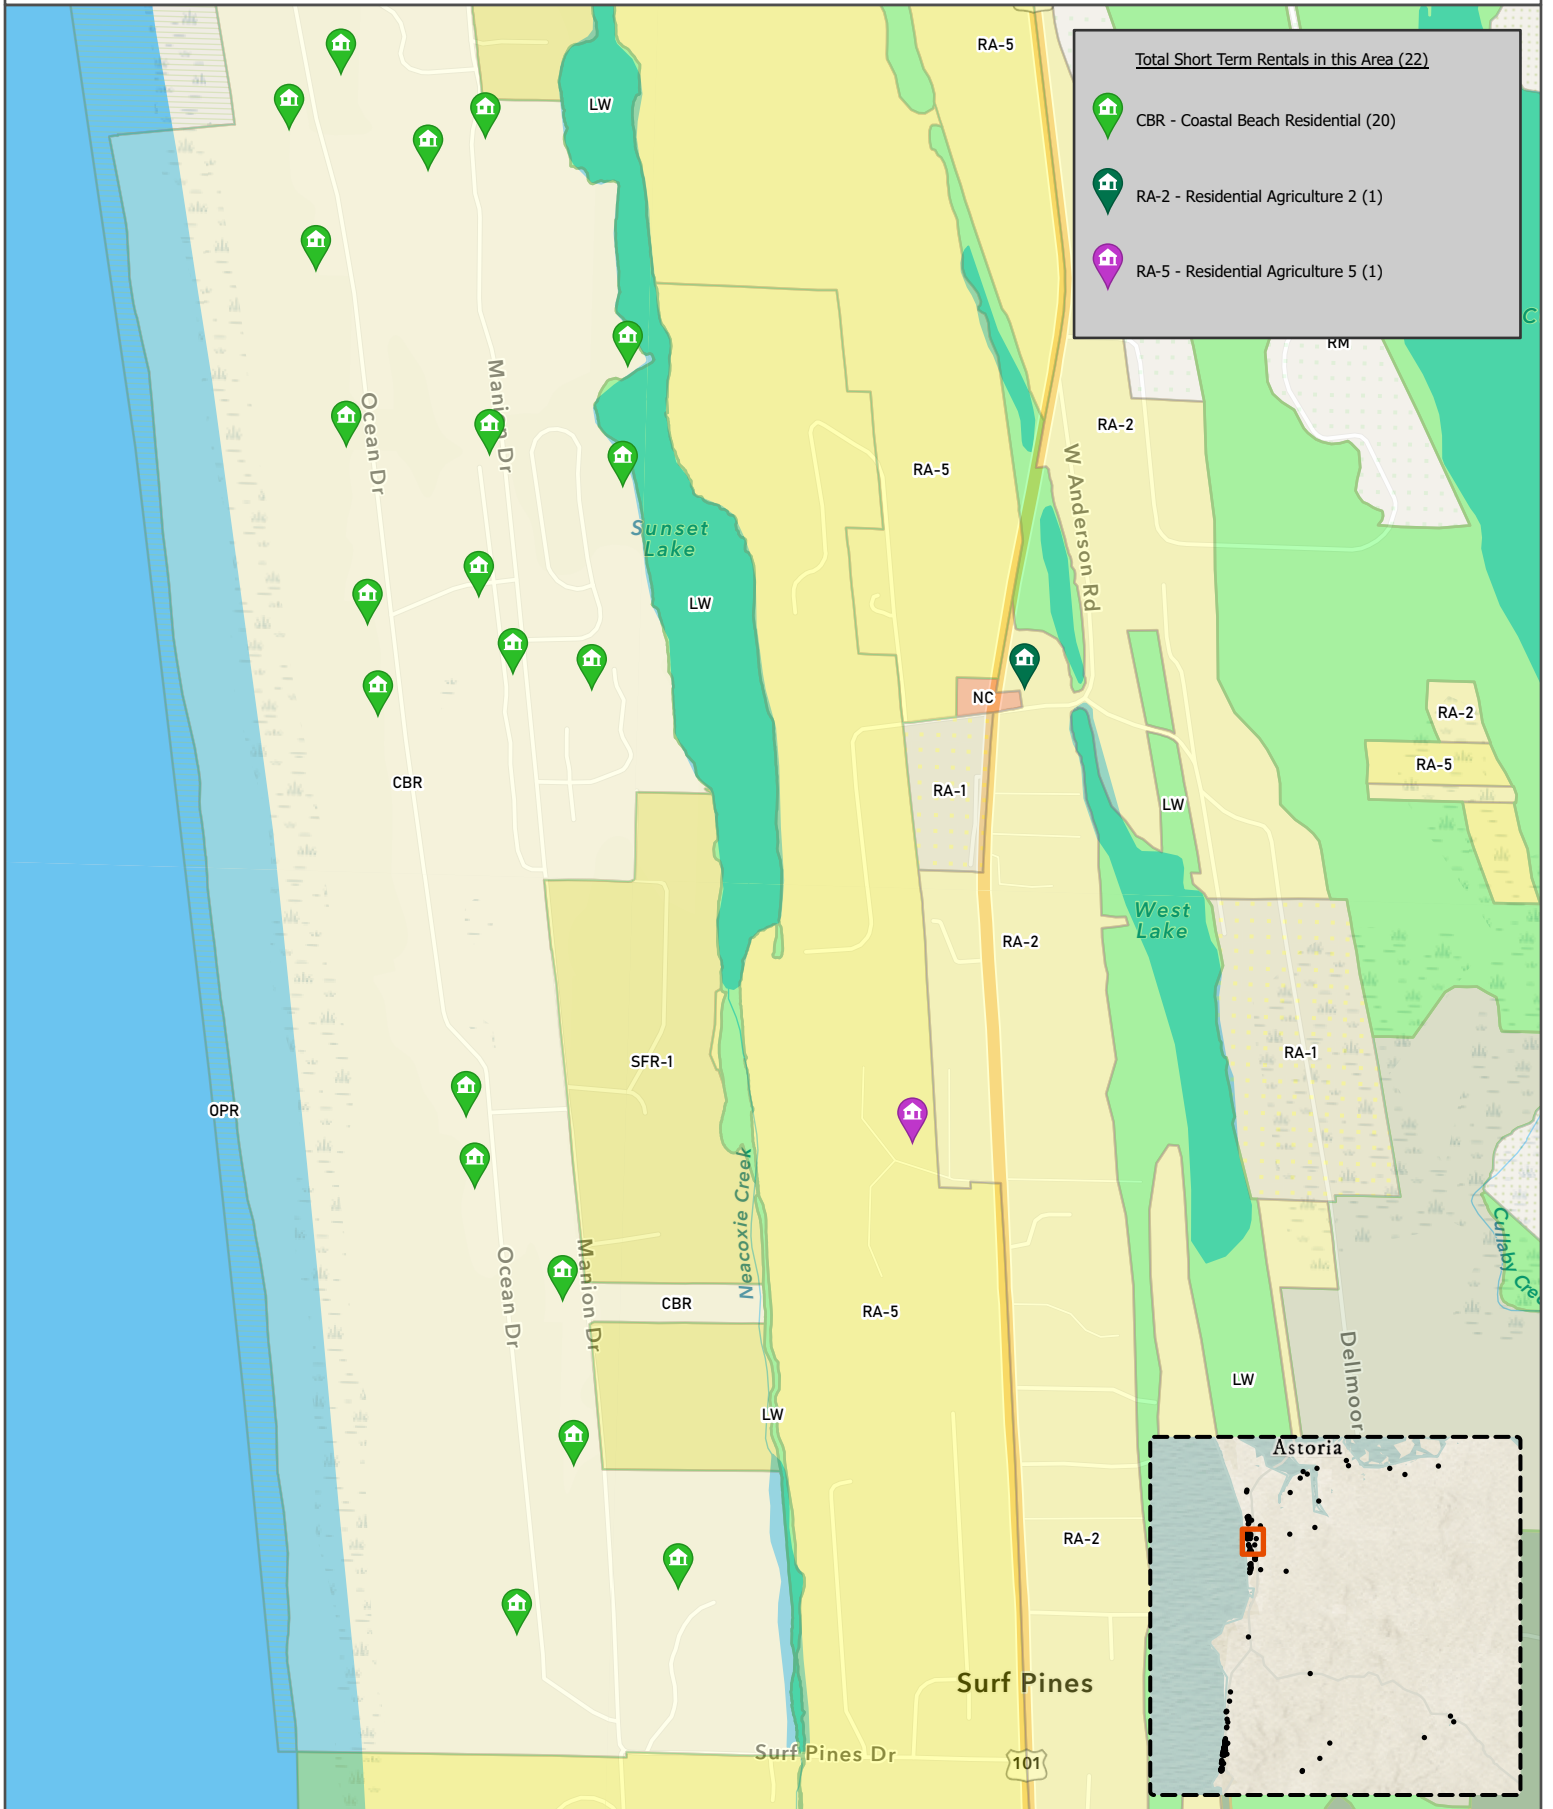 RA-5
Total Short Term Rentals in this Area (22)
CBR - Coastal Beach Residential (20)
RA-2 - Residential Agriculture 2 (1)
RA-5 - Residential Agriculture 5 (1)
LW
C
RM
Manion Dr
Ocean Dr
RA-2
RA-5
W Anderson Rd
Sunset
Lake
LW
NC
RA-2
RA-5
CBR
RA-1
LW
West
Lake
RA-2
RA-1
SFR-1
OPR
Neacoxie Creek
Cullaby Cree
Ocean Dr
Manion Dr
CBR
RA-5
Dellmoor
LW
LW
Astoria
RA-2
Surf Pines
Surf Pines Dr
101